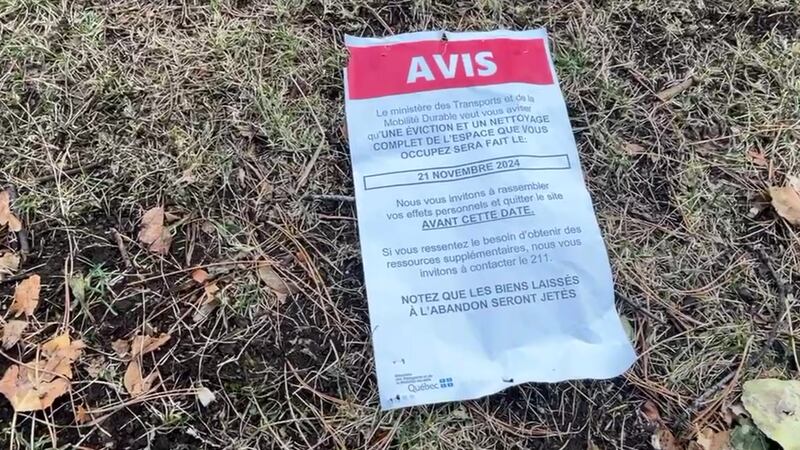 AVIS
Le ministère des Transports et de la
Mobilité Durable veut vous aviser
qu'UNE ÉVICTION ET UN NETTOYAGE
COMPLET DE L'ESPACE QUE VOUS
OCCUPEZ SERA FAIT LE:
21 NOVEMBRE 2024
Nous vous invitons à rassembler
vos effets personnels et quitter le site
AVANT CETTE DATE.
Si vous ressentez le besoin d'obtenir des
ressources supplémentaires, nous vous
invitons à contacter le 211.
NOTEZ QUE LES BIENS LAISSÉS
À L'ABANDON SERONT JETÉS
Québec